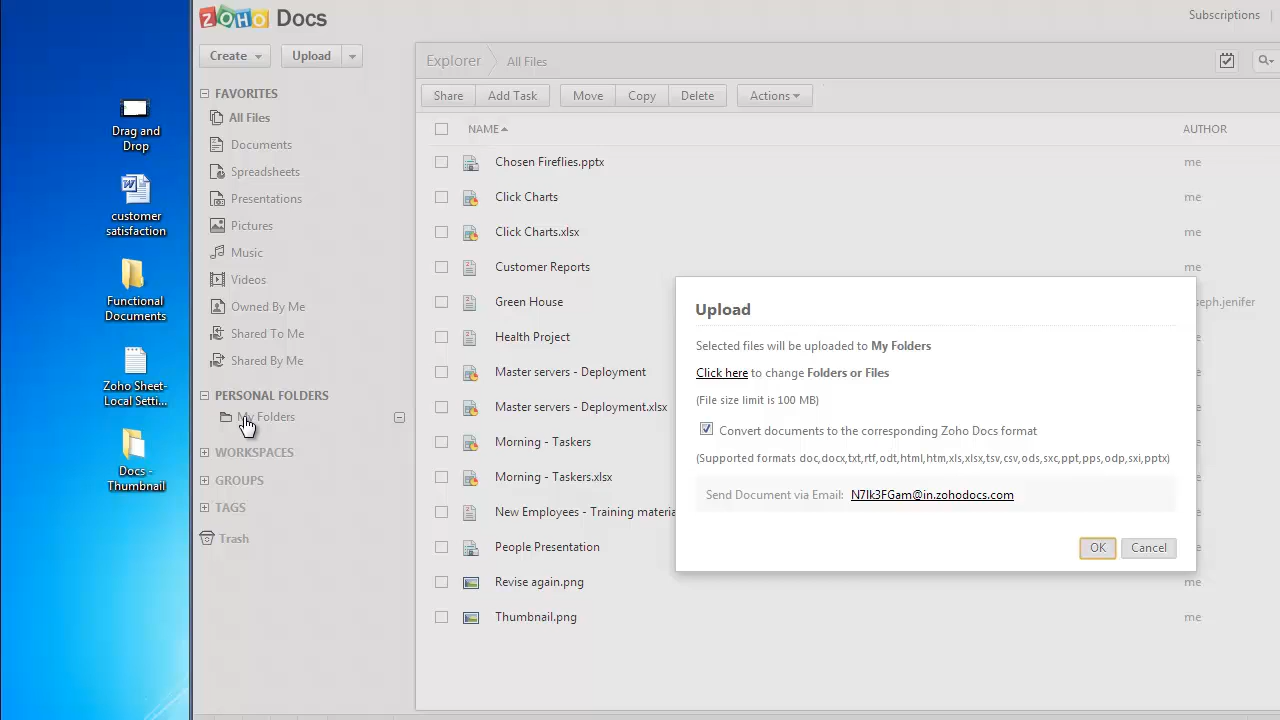 Drag and
Drop
customer
satisfaction
Functional
Documents
Zoho Sheet-
Local Setti...
Docs -
Thumbnail
ZOHO Docs
Subscriptions
Create
Upload
FAVORITES
All Files
Documents
Spreadsheets
Presentations
Pictures
Music
Videos
Owned By Me
Shared To Me
Shared By Me
PERSONAL FOLDERS
My Folders
WORKSPACES
GROUPS
TAGS
Trash
Explorer All Files
Share Add Task Move Copy Delete Actions
NAME AUTHOR
Chosen Fireflies.pptx me
Click Charts me
Click Charts.xlsx me
Customer Reports me
Green House seph.jenifer
Health Project
Master servers - Deployment
Master servers - Deployment.xlsx
Morning - Taskers
Morning - Taskers.xlsx
New Employees - Training materia
People Presentation
Revise again.png me
Thumbnail.png me
Upload
Selected files will be uploaded to My Folders
Click here to change Folders or Files
(File size limit is 100 MB)
Convert documents to the corresponding Zoho Docs format
(Supported formats doc,docx,txt,rtf,odt,html,htm,xls,xlsx,tsv,csv,ods,sxc,ppt,pps,odp,sxi,pptx)
Send Document via Email:
OK Cancel